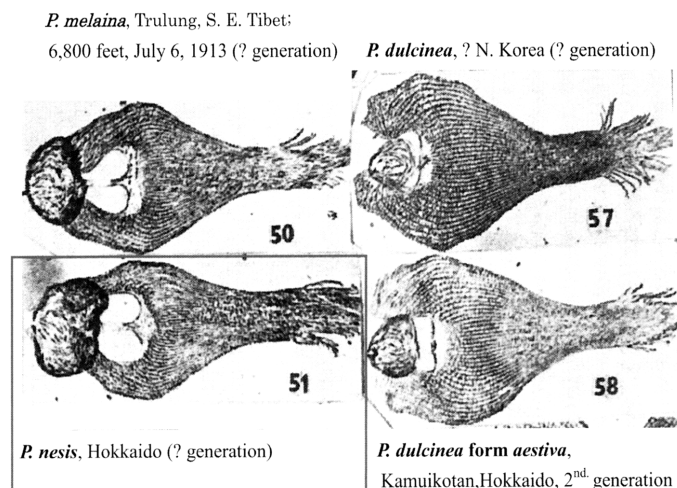 P. melaina, Trulung, S. E. Tibet;
6,800 feet, July 6, 1913 (? generation)
P. dulcinea, ? N. Korea (? generation)
50
57
51
58
P. nesis, Hokkaido (? generation)
P. dulcinea form aestiva,
Kamuikotan,Hokkaido, 2nd. generation